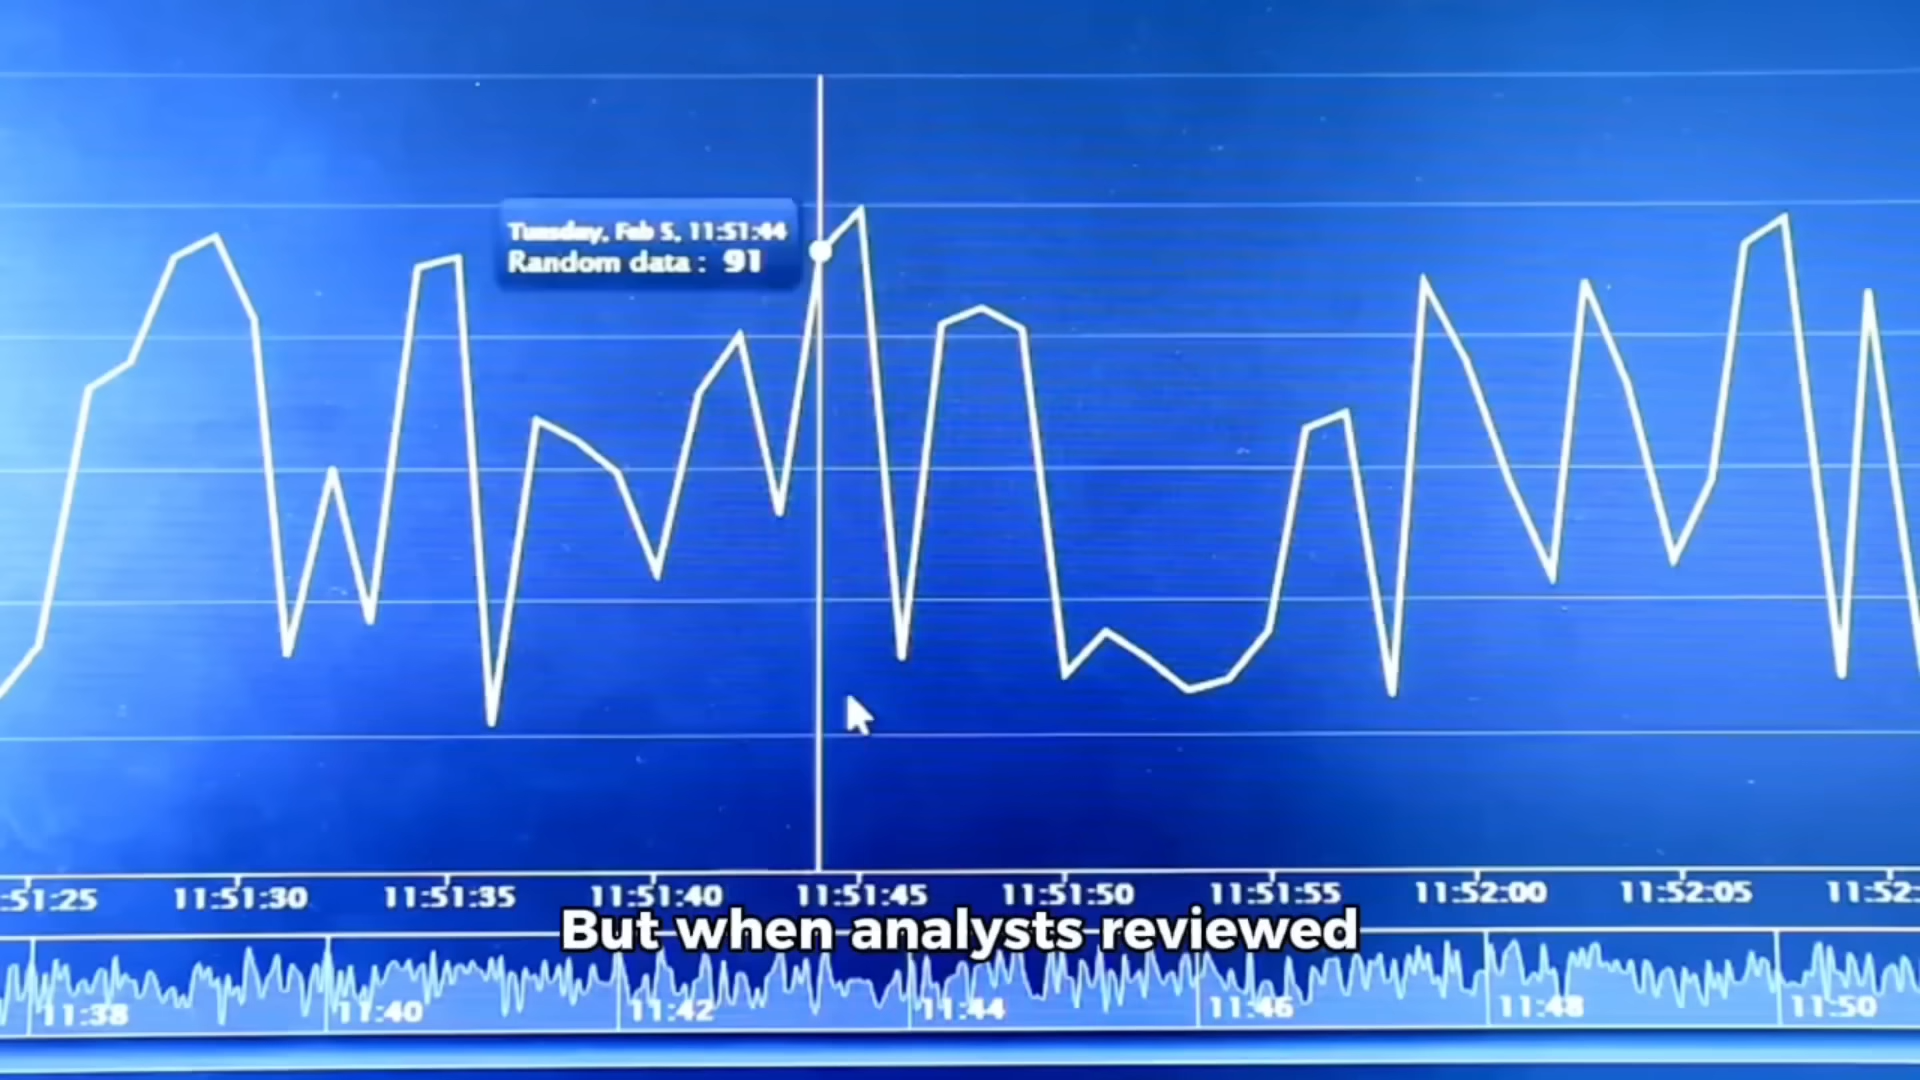 Tuesday, Feb 5, 11:51:44
Random data : 91
:51:25 11:51:30 11:51:35 11:51:40 11:51:45 11:51:50 11:51:55 11:52:00 11:52:05 11:52:
But when analysts reviewed
11:38 11:40 11:42 11:44 11:46 11:48 11:50